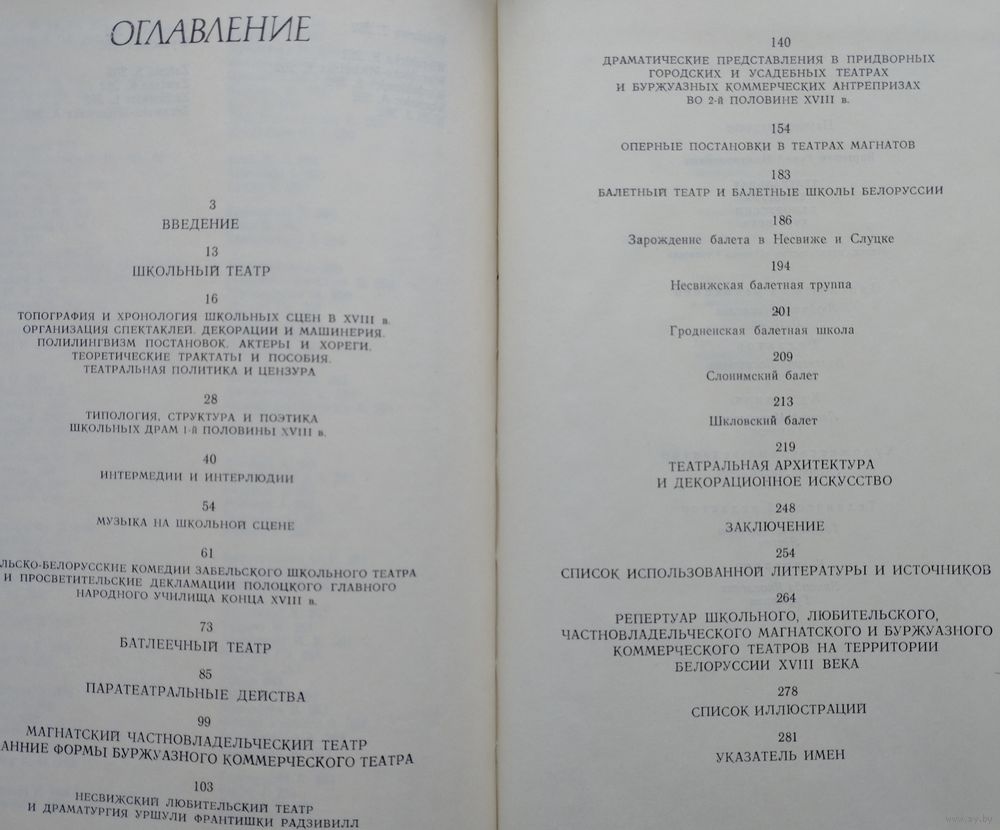 ОГЛАВЛЕНИЕ
3
ВВЕДЕНИЕ
13
ШКОЛЬНЫЙ ТЕАТР
16
ТОПОГРАФИЯ И ХРОНОЛОГИЯ ШКОЛЬНЫХ СЦЕН В XVIII в.
ОРГАНИЗАЦИЯ СПЕКТАКЛЕЙ. ДЕКОРАЦИИ И МАШИНЕРИЯ.
ПОЛИЛИНГВИЗМ ПОСТАНОВОК. АКТЕРЫ И ХОРЕГИ.
ТЕОРЕТИЧЕСКИЕ ТРАКТАТЫ И ПОСОБИЯ.
ТЕАТРАЛЬНАЯ ПОЛИТИКА И ЦЕНЗУРА
28
ТИПОЛОГИЯ, СТРУКТУРА И ПОЭТИКА
ШКОЛЬНЫХ ДРАМ 1-й ПОЛОВИНЫ XVIII в.
40
ИНТЕРМЕДИИ И ИНТЕРЛЮДИИ
54
МУЗЫКА НА ШКОЛЬНОЙ СЦЕНЕ
61
ЛЬСКО-БЕЛОРУССКИЕ КОМЕДИИ ЗАБЕЛЬСКОГО ШКОЛЬНОГО ТЕАТРА
И ПРОСВЕТИТЕЛЬСКИЕ ДЕКЛАМАЦИИ ПОЛОЦКОГО ГЛАВНОГО
НАРОДНОГО УЧИЛИЩА КОНЦА XVIII в.
73
БАТЛЕЕЧНЫЙ ТЕАТР
85
ПАРАТЕАТРАЛЬНЫЕ ДЕЙСТВА
99
МАГНАТСКИЙ ЧАСТНОВЛАДЕЛЬЧЕСКИЙ ТЕАТР
АННИЕ ФОРМЫ БУРЖУАЗНОГО КОММЕРЧЕСКОГО ТЕАТРА
103
НЕСВИЖСКИЙ ЛЮБИТЕЛЬСКИЙ ТЕАТР
И ДРАМАТУРГИЯ УРШУЛИ ФРАНТИШКИ РАДЗИВИЛЛ
140
ДРАМАТИЧЕСКИЕ ПРЕДСТАВЛЕНИЯ В ПРИДВОРНЫХ
ГОРОДСКИХ И УСАДЕБНЫХ ТЕАТРАХ
И БУРЖУАЗНЫХ КОММЕРЧЕСКИХ АНТРЕПРИЗАХ
ВО 2-й ПОЛОВИНЕ XVIII в.
154
ОПЕРНЫЕ ПОСТАНОВКИ В ТЕАТРАХ МАГНАТОВ
183
БАЛЕТНЫЙ ТЕАТР И БАЛЕТНЫЕ ШКОЛЫ БЕЛОРУССИИ
186
Зарождение балета в Несвиже и Слуцке
194
Несвижская балетная труппа
201
Гродненская балетная школа
209
Слонимский балет
213
Шкловский балет
219
ТЕАТРАЛЬНАЯ АРХИТЕКТУРА
И ДЕКОРАЦИОННОЕ ИСКУССТВО
248
ЗАКЛЮЧЕНИЕ
254
СПИСОК ИСПОЛЬЗОВАННОЙ ЛИТЕРАТУРЫ И ИСТОЧНИКОВ
264
РЕПЕРТУАР ШКОЛЬНОГО, ЛЮБИТЕЛЬСКОГО,
ЧАСТНОВЛАДЕЛЬЧЕСКОГО МАГНАТСКОГО И БУРЖУАЗНОГО
КОММЕРЧЕСКОГО ТЕАТРОВ НА ТЕРРИТОРИИ
БЕЛОРУССИИ XVIII ВЕКА
278
СПИСОК ИЛЛЮСТРАЦИЙ
281
УКАЗАТЕЛЬ ИМЕН
www.ay.by